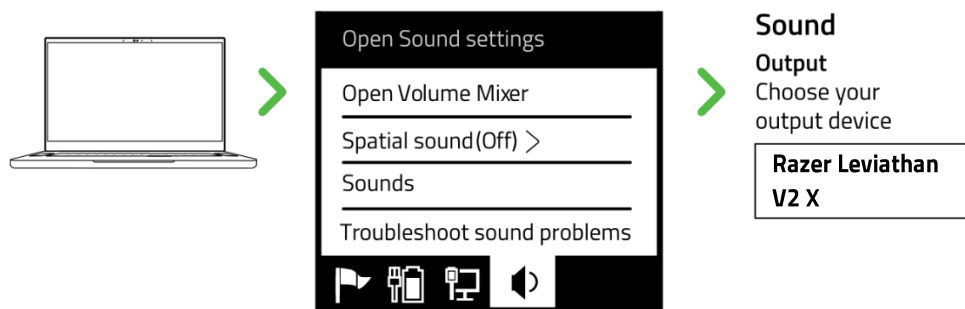 Open Sound settings
Open Volume Mixer
Spatial sound(Off) >
Sounds
Troubleshoot sound problems
Sound
Output
Choose your
output device
Razer Leviathan
V2 X